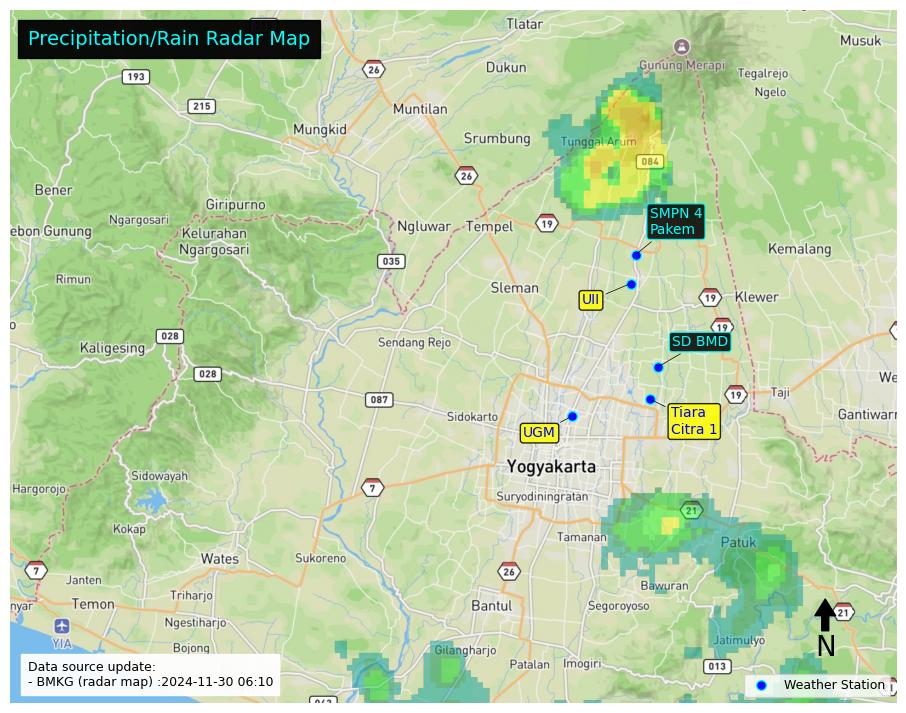 Precipitation/Rain Radar Map
Tlatar
Musuk
26
Dukun
Gunung Merapi
Tegalrejo
193
Ngelo
215
Muntilan
Mungkid
Srumbung
Tunggal Arum
084
26
Bener
Giripurno
SMPN 4
Pakem
Ngargosari
Ngluwar
Tempel
19
ebon Gunung
Kelurahan
Ngargosari
Kemalang
035
Rimun
Sleman
UII
19
Klewer
19
028
Sendang Rejo
SD BMD
Kaligesing
028
We
087
19
Taji
Sidokarto
Tiara
Citra 1
Gantiwarn
UGM
Yogyakarta
Sidowayah
Hargorojo
7
Suryodiningratan
21
Kokap
Tamanan
Patuk
Wates
Sukoreno
7
26
Janten
Bawuran
nyar
Temon
Triharjo
Bantul
Segoroyoso
21
Ngestiharjo
YIA
Bojong
Gilangharjo
Jatimulyo
N
Patalan
Imogiri
013
Data source update:
- BMKG (radar map) :2024-11-30 06:10
Weather Station